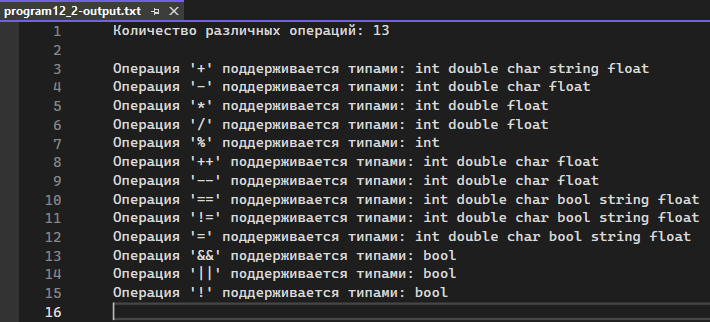 program12_2-output.txt
1 Количество различных операций: 13
2
3 Операция '+' поддерживается типами: int double char string float
4 Операция '-' поддерживается типами: int double char float
5 Операция '*' поддерживается типами: int double float
6 Операция '/' поддерживается типами: int double float
7 Операция '%' поддерживается типами: int
8 Операция '++' поддерживается типами: int double char float
9 Операция '--' поддерживается типами: int double char float
10 Операция '==' поддерживается типами: int double char bool string float
11 Операция '!=' поддерживается типами: int double char bool string float
12 Операция '=' поддерживается типами: int double char bool string float
13 Операция '&&' поддерживается типами: bool
14 Операция '||' поддерживается типами: bool
15 Операция '!' поддерживается типами: bool
16